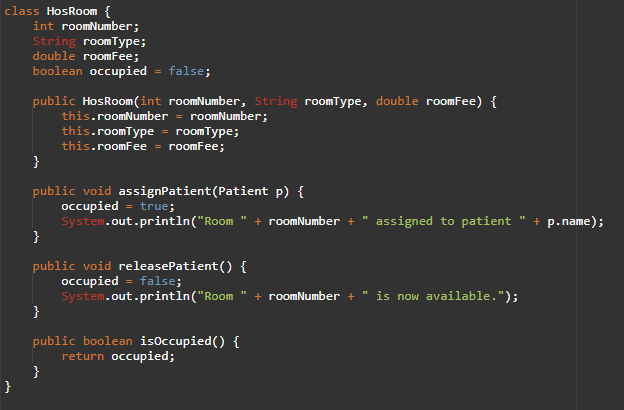 class HosRoom {
    int roomNumber;
    String roomType;
    double roomFee;
    boolean occupied = false;

    public HosRoom(int roomNumber, String roomType, double roomFee) {
        this.roomNumber = roomNumber;
        this.roomType = roomType;
        this.roomFee = roomFee;
    }

    public void assignPatient(Patient p) {
        occupied = true;
        System.out.println("Room " + roomNumber + " assigned to patient " + p.name);
    }

    public void releasePatient() {
        occupied = false;
        System.out.println("Room " + roomNumber + " is now available.");
    }

    public boolean isOccupied() {
        return occupied;
    }
}